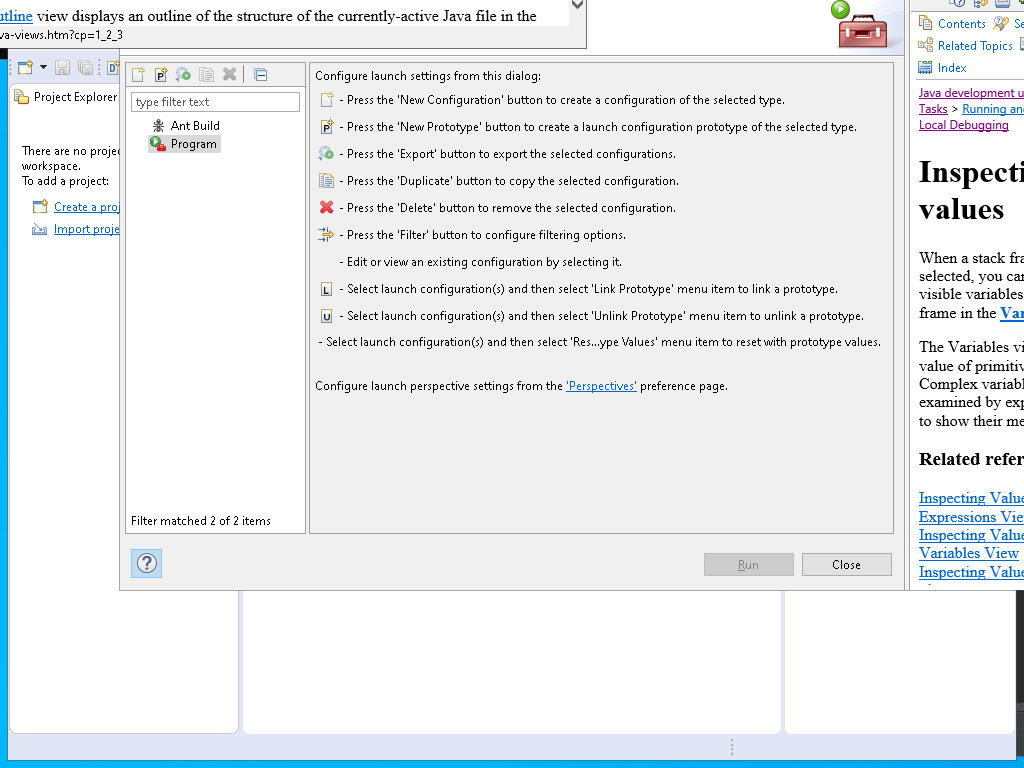 utline view displays an outline of the structure of the currently-active Java file in the
va-views.htm?cp=1_2_3
Project Explorer
There are no projec
workspace.
To add a project:
Create a proj
Import proje
type filter text
Ant Build
Program
Filter matched 2 of 2 items
Configure launch settings from this dialog:
- Press the 'New Configuration' button to create a configuration of the selected type.
- Press the 'New Prototype' button to create a launch configuration prototype of the selected type.
- Press the 'Export' button to export the selected configurations.
- Press the 'Duplicate' button to copy the selected configuration.
- Press the 'Delete' button to remove the selected configuration.
- Press the 'Filter' button to configure filtering options.
- Edit or view an existing configuration by selecting it.
L - Select launch configuration(s) and then select 'Link Prototype' menu item to link a prototype.
U - Select launch configuration(s) and then select 'Unlink Prototype' menu item to unlink a prototype.
- Select launch configuration(s) and then select 'Res...ype Values' menu item to reset with prototype values.
Configure launch perspective settings from the 'Perspectives' preference page.
Run
Close
Contents Se
Related Topics
Index
Java development u
Tasks > Running and
Local Debugging
Inspecti
values
When a stack fra
selected, you can
visible variables
frame in the Var
The Variables vi
value of primitiv
Complex variabl
examined by exp
to show their me
Related refer
Inspecting Value
Expressions Vie
Inspecting Value
Variables View
Inspecting Value